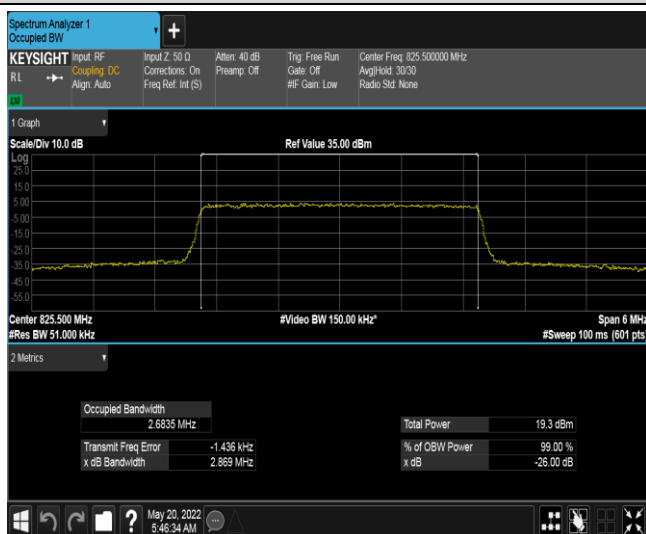 Spectrum Analyzer 1
Occupied BW
+
KEYSIGHT
RL
Input: RF
Coupling: DC
Align: Auto
Input Z: 50 Ω
Corrections: On
Freq Ref: Int (S)
Atten: 40 dB
Preamp: Off
Trig: Free Run
Gate: Off
#IF Gain: Low
Center Freq: 825.500000 MHz
Avg|Hold: 30/30
Radio Std: None
1 Graph
Scale/Div 10.0 dB
Ref Value 35.00 dBm
Log
25.0
15.0
5.00
-5.00
-15.0
-25.0
-35.0
-45.0
-55.0
Center 825.500 MHz
#Video BW 150.00 kHz*
Span 6 MHz
#Res BW 51.000 kHz
#Sweep 100 ms (601 pts)
2 Metrics
Occupied Bandwidth
2.6835 MHz
Total Power 19.3 dBm
Transmit Freq Error -1.436 kHz
% of OBW Power 99.00 %
x dB Bandwidth 2.869 MHz
x dB -26.00 dB
?
May 20, 2022
5:46:34 AM